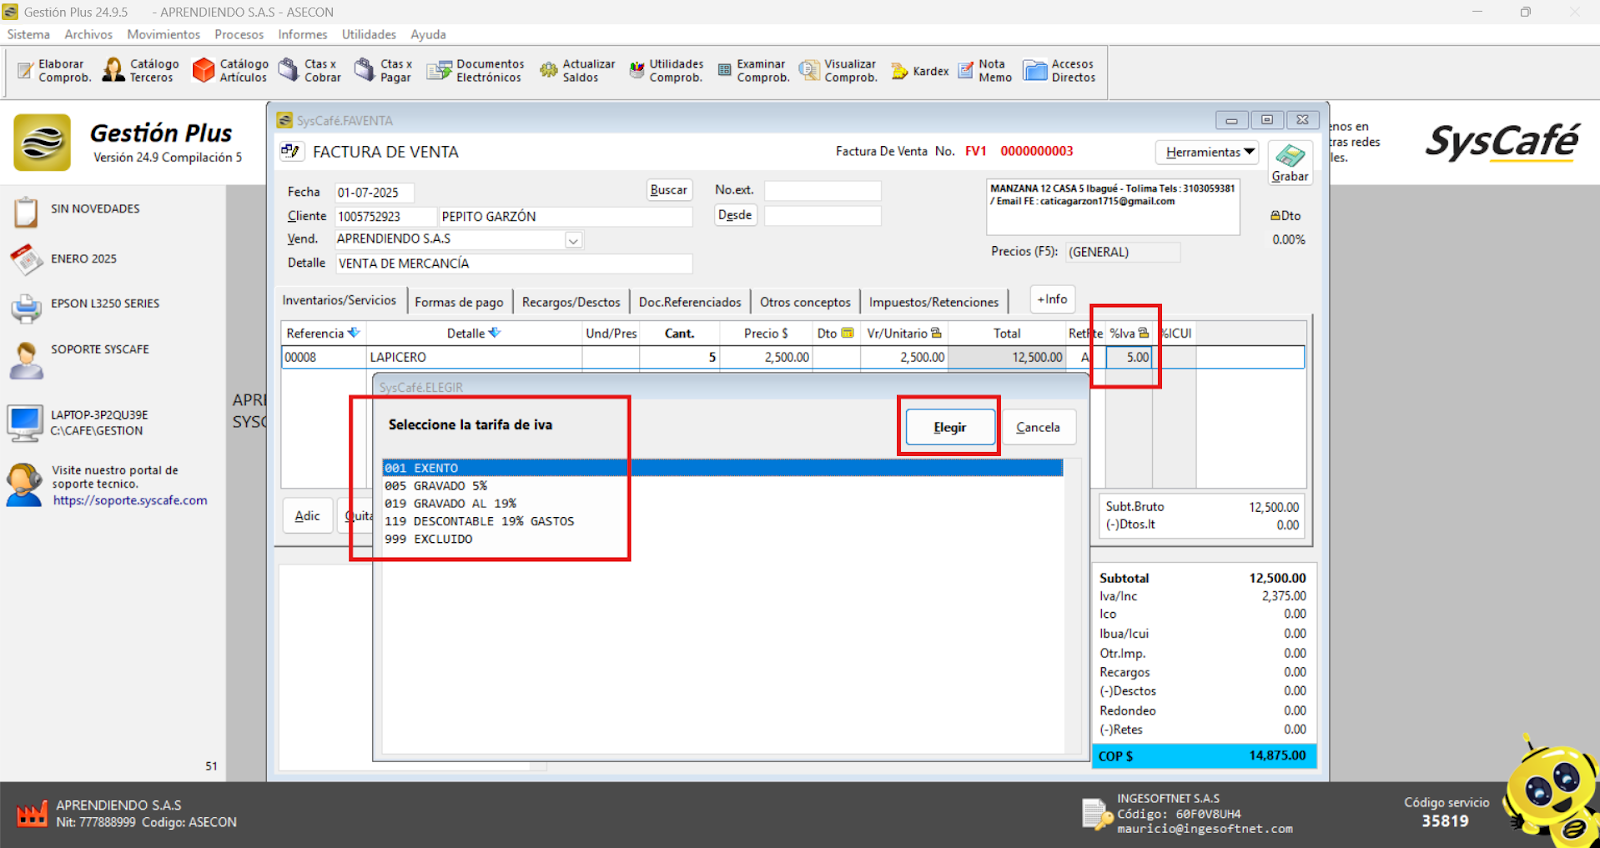 Gestión Plus 24.9.5 - APRENDIENDO S.A.S - ASECON
Sistema Archivos Movimientos Procesos Informes Utilidades Ayuda
Elaborar Comprob.
Catálogo Terceros
Catálogo Artículos
Ctas x Cobrar
Ctas x Pagar
Documentos Electrónicos
Actualizar Saldos
Utilidades Comprob.
Examinar Comprob.
Visualizar Comprob.
Kardex
Nota Memo
Accesos Directos
Gestión Plus
Versión 24.9 Compilación 5
SIN NOVEDADES
ENERO 2025
EPSON L3250 SERIES
SOPORTE SYSCAFE
LAPTOP-3P2QU39E
C:\CAFE\GESTION
Visite nuestro portal de
soporte tecnico.
https://soporte.syscafe.com
51
enos en
tras redes
les.
SysCafé
SysCafé.FAVENTA
FACTURA DE VENTA
Factura De Venta No. FV1 0000000003
Herramientas
Grabar
Fecha 01-07-2025 Buscar No.ext.
Cliente 1005752923 PEPITO GARZÓN Desde
Vend. APRENDIENDO S.A.S
Detalle VENTA DE MERCANCÍA
MANZANA 12 CASA 5 Ibagué - Tolima Tels : 3103059381
/ Email FE : caticagarzon1715@gmail.com
Dto
0.00%
Precios (F5): (GENERAL)
Inventarios/Servicios Formas de pago Recargos/Desctos Doc.Referenciados Otros conceptos Impuestos/Retenciones +Info
Referencia Detalle Und/Pres Cant. Precio $ Dto Vr/Unitario Total RetRte %Iva %ICUI
00008 LAPICERO 5 2,500.00 2,500.00 12,500.00 A 5.00
APRE
SYSC
SysCafé.ELEGIR
Seleccione la tarifa de iva
Elegir Cancela
001 EXENTO
005 GRAVADO 5%
019 GRAVADO AL 19%
119 DESCONTABLE 19% GASTOS
999 EXCLUIDO
Adic Quita
Subt.Bruto 12,500.00
(-)Dtos.It 0.00
Subtotal 12,500.00
Iva/Inc 2,375.00
Ico 0.00
Ibua/Icui 0.00
Otr.Imp. 0.00
Recargos 0.00
(-)Desctos 0.00
Redondeo 0.00
(-)Retes 0.00
COP $ 14,875.00
APRENDIENDO S.A.S
Nit: 777888999 Codigo: ASECON
INGESOFTNET S.A.S
Código: 60F0V8UH4
mauricio@ingesoftnet.com
Código servicio
35819